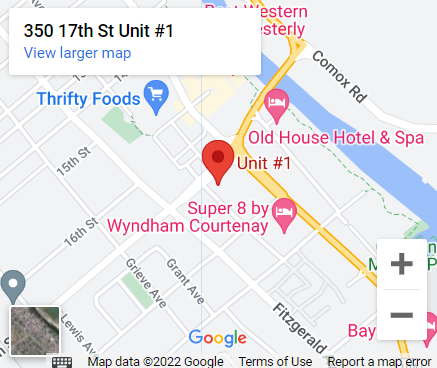 350 17th St Unit #1
View larger map
Western
esterly
Comox Rd
Thrifty Foods
Old House Hotel & Spa
15th St
Unit #1
Super 8 by
Wyndham Courtenay
16th St
Grieve Ave
Grant Ave
Fitzgerald
Lewis Ave
Bay
Google
Map data ©2022 Google
Terms of Use
Report a map error